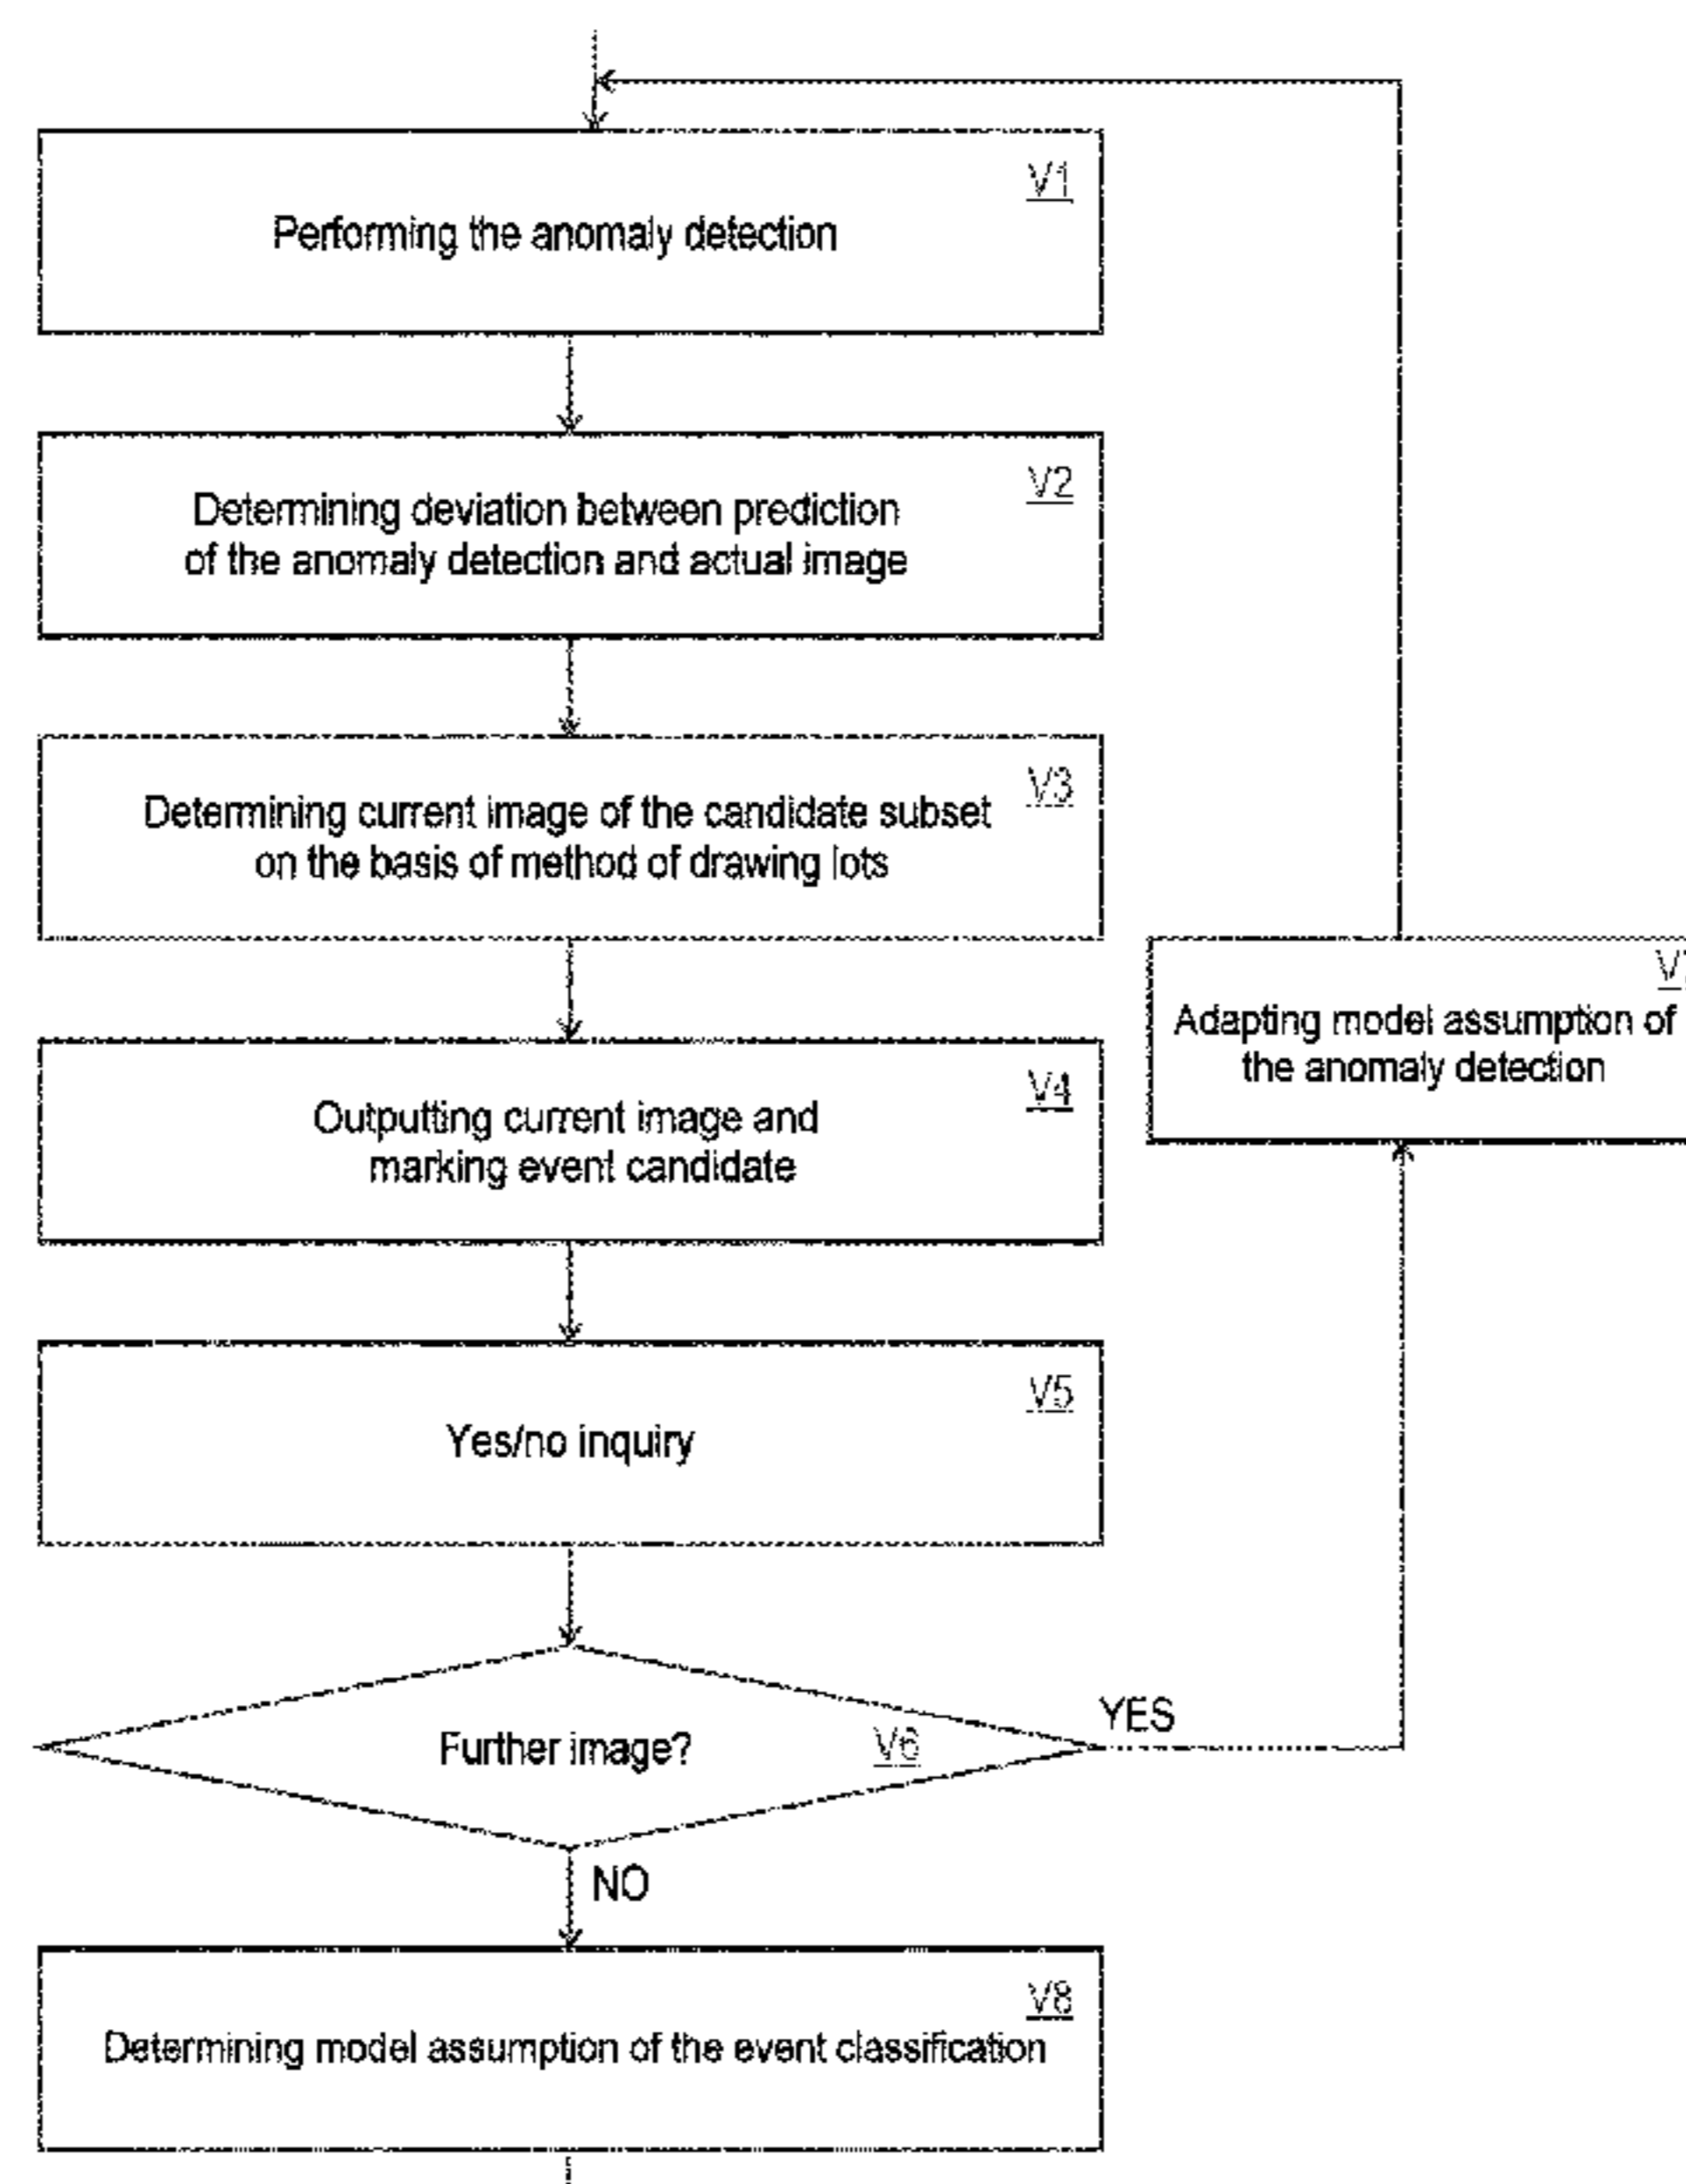 V1
Performing the anomaly detection
V2
Determining deviation between prediction
of the anomaly detection and actual image
V3
Determining current image of the candidate subset
on the basis of method of drawing lots
V4
Outputting current image and
marking event candidate
Adapting model assumption of
the anomaly detection
V5
Yes/no inquiry
Further image?
V6
YES
NO
V8
Determining model assumption of the event classification